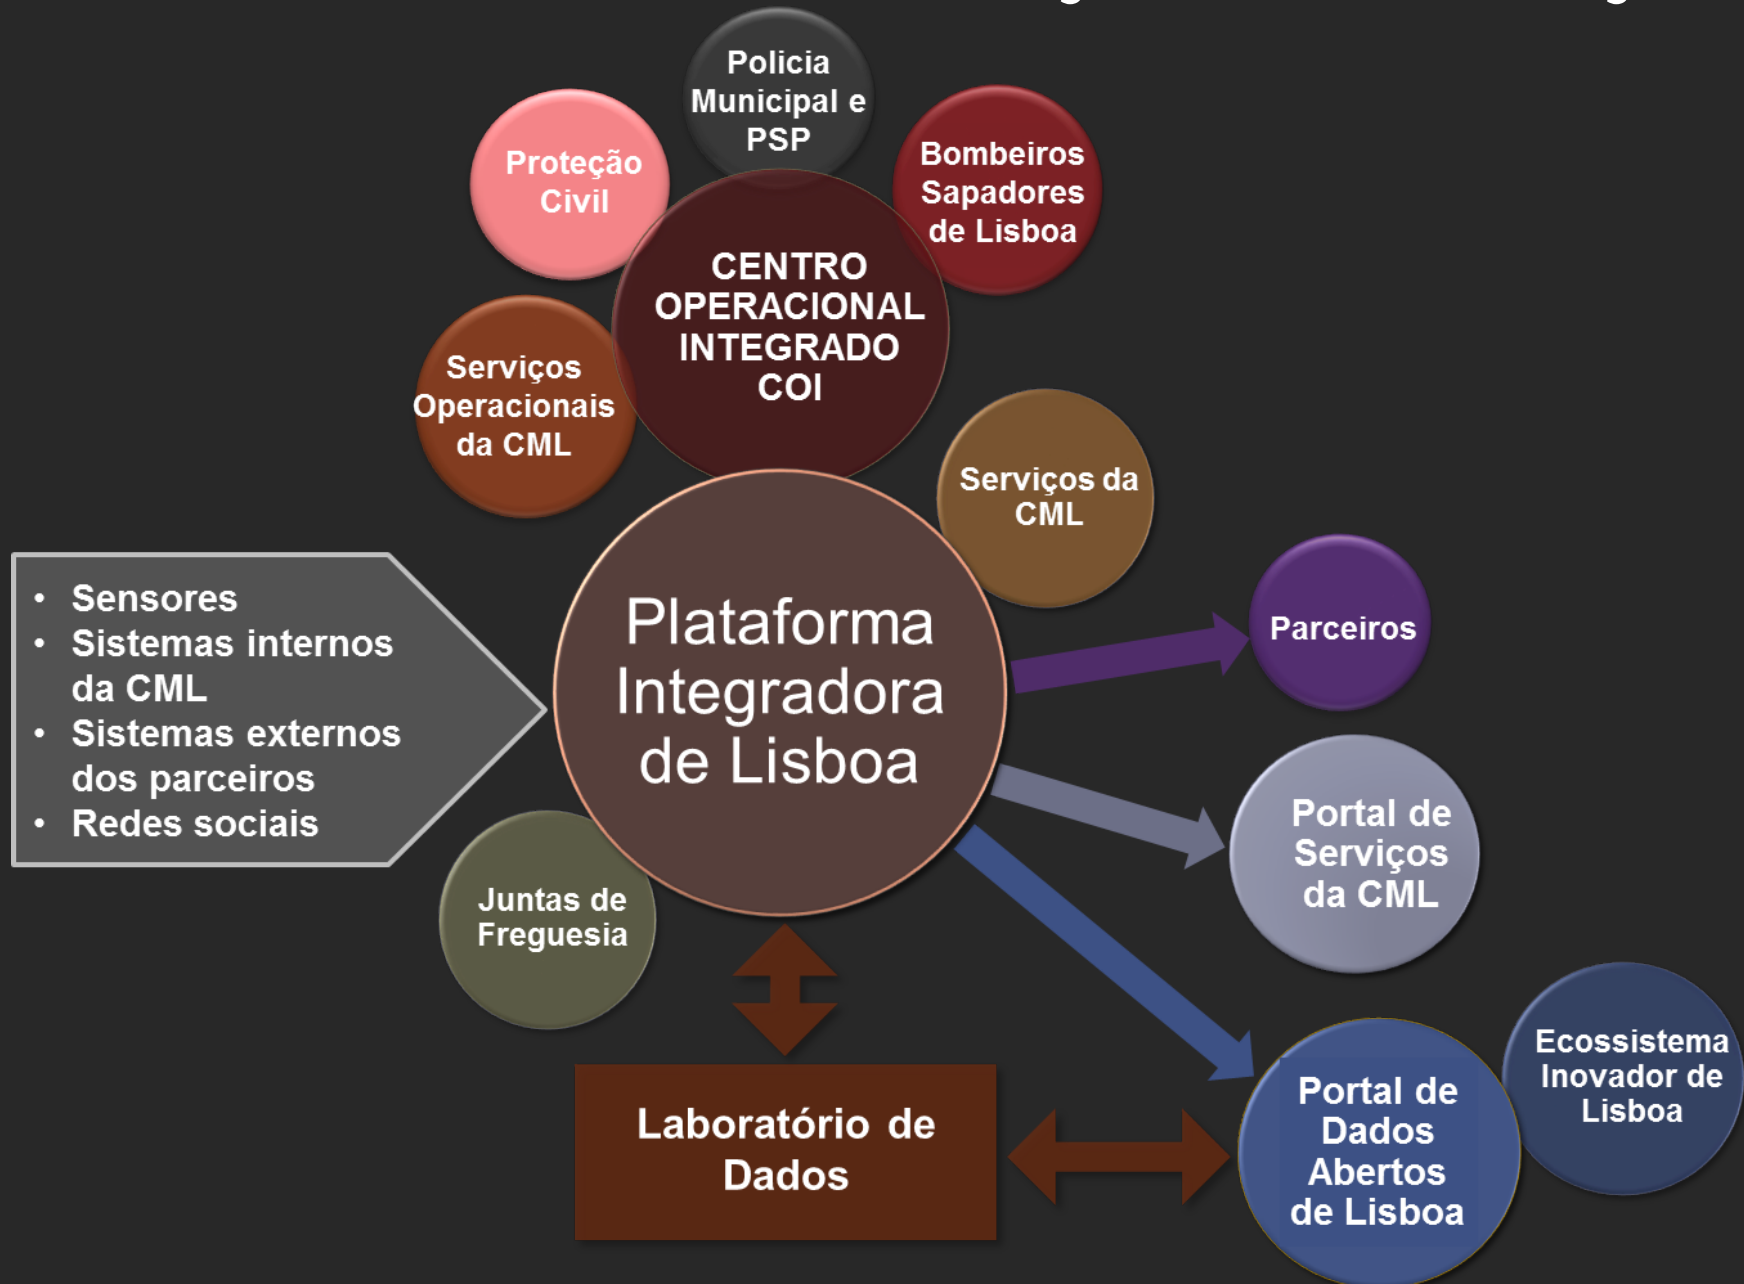 Policia
Municipal e
PSP
Proteção
Civil
Bombeiros
Sapadores
de Lisboa
CENTRO
OPERACIONAL
INTEGRADO
COI
Serviços
Operacionais
da CML
Serviços da
CML
• Sensores
• Sistemas internos
da CML
• Sistemas externos
dos parceiros
• Redes sociais
Plataforma
Integradora
de Lisboa
Parceiros
Portal de
Serviços
da CML
Juntas de
Freguesia
Ecossistema
Inovador de
Lisboa
Laboratório de
Dados
Portal de
Dados
Abertos
de Lisboa